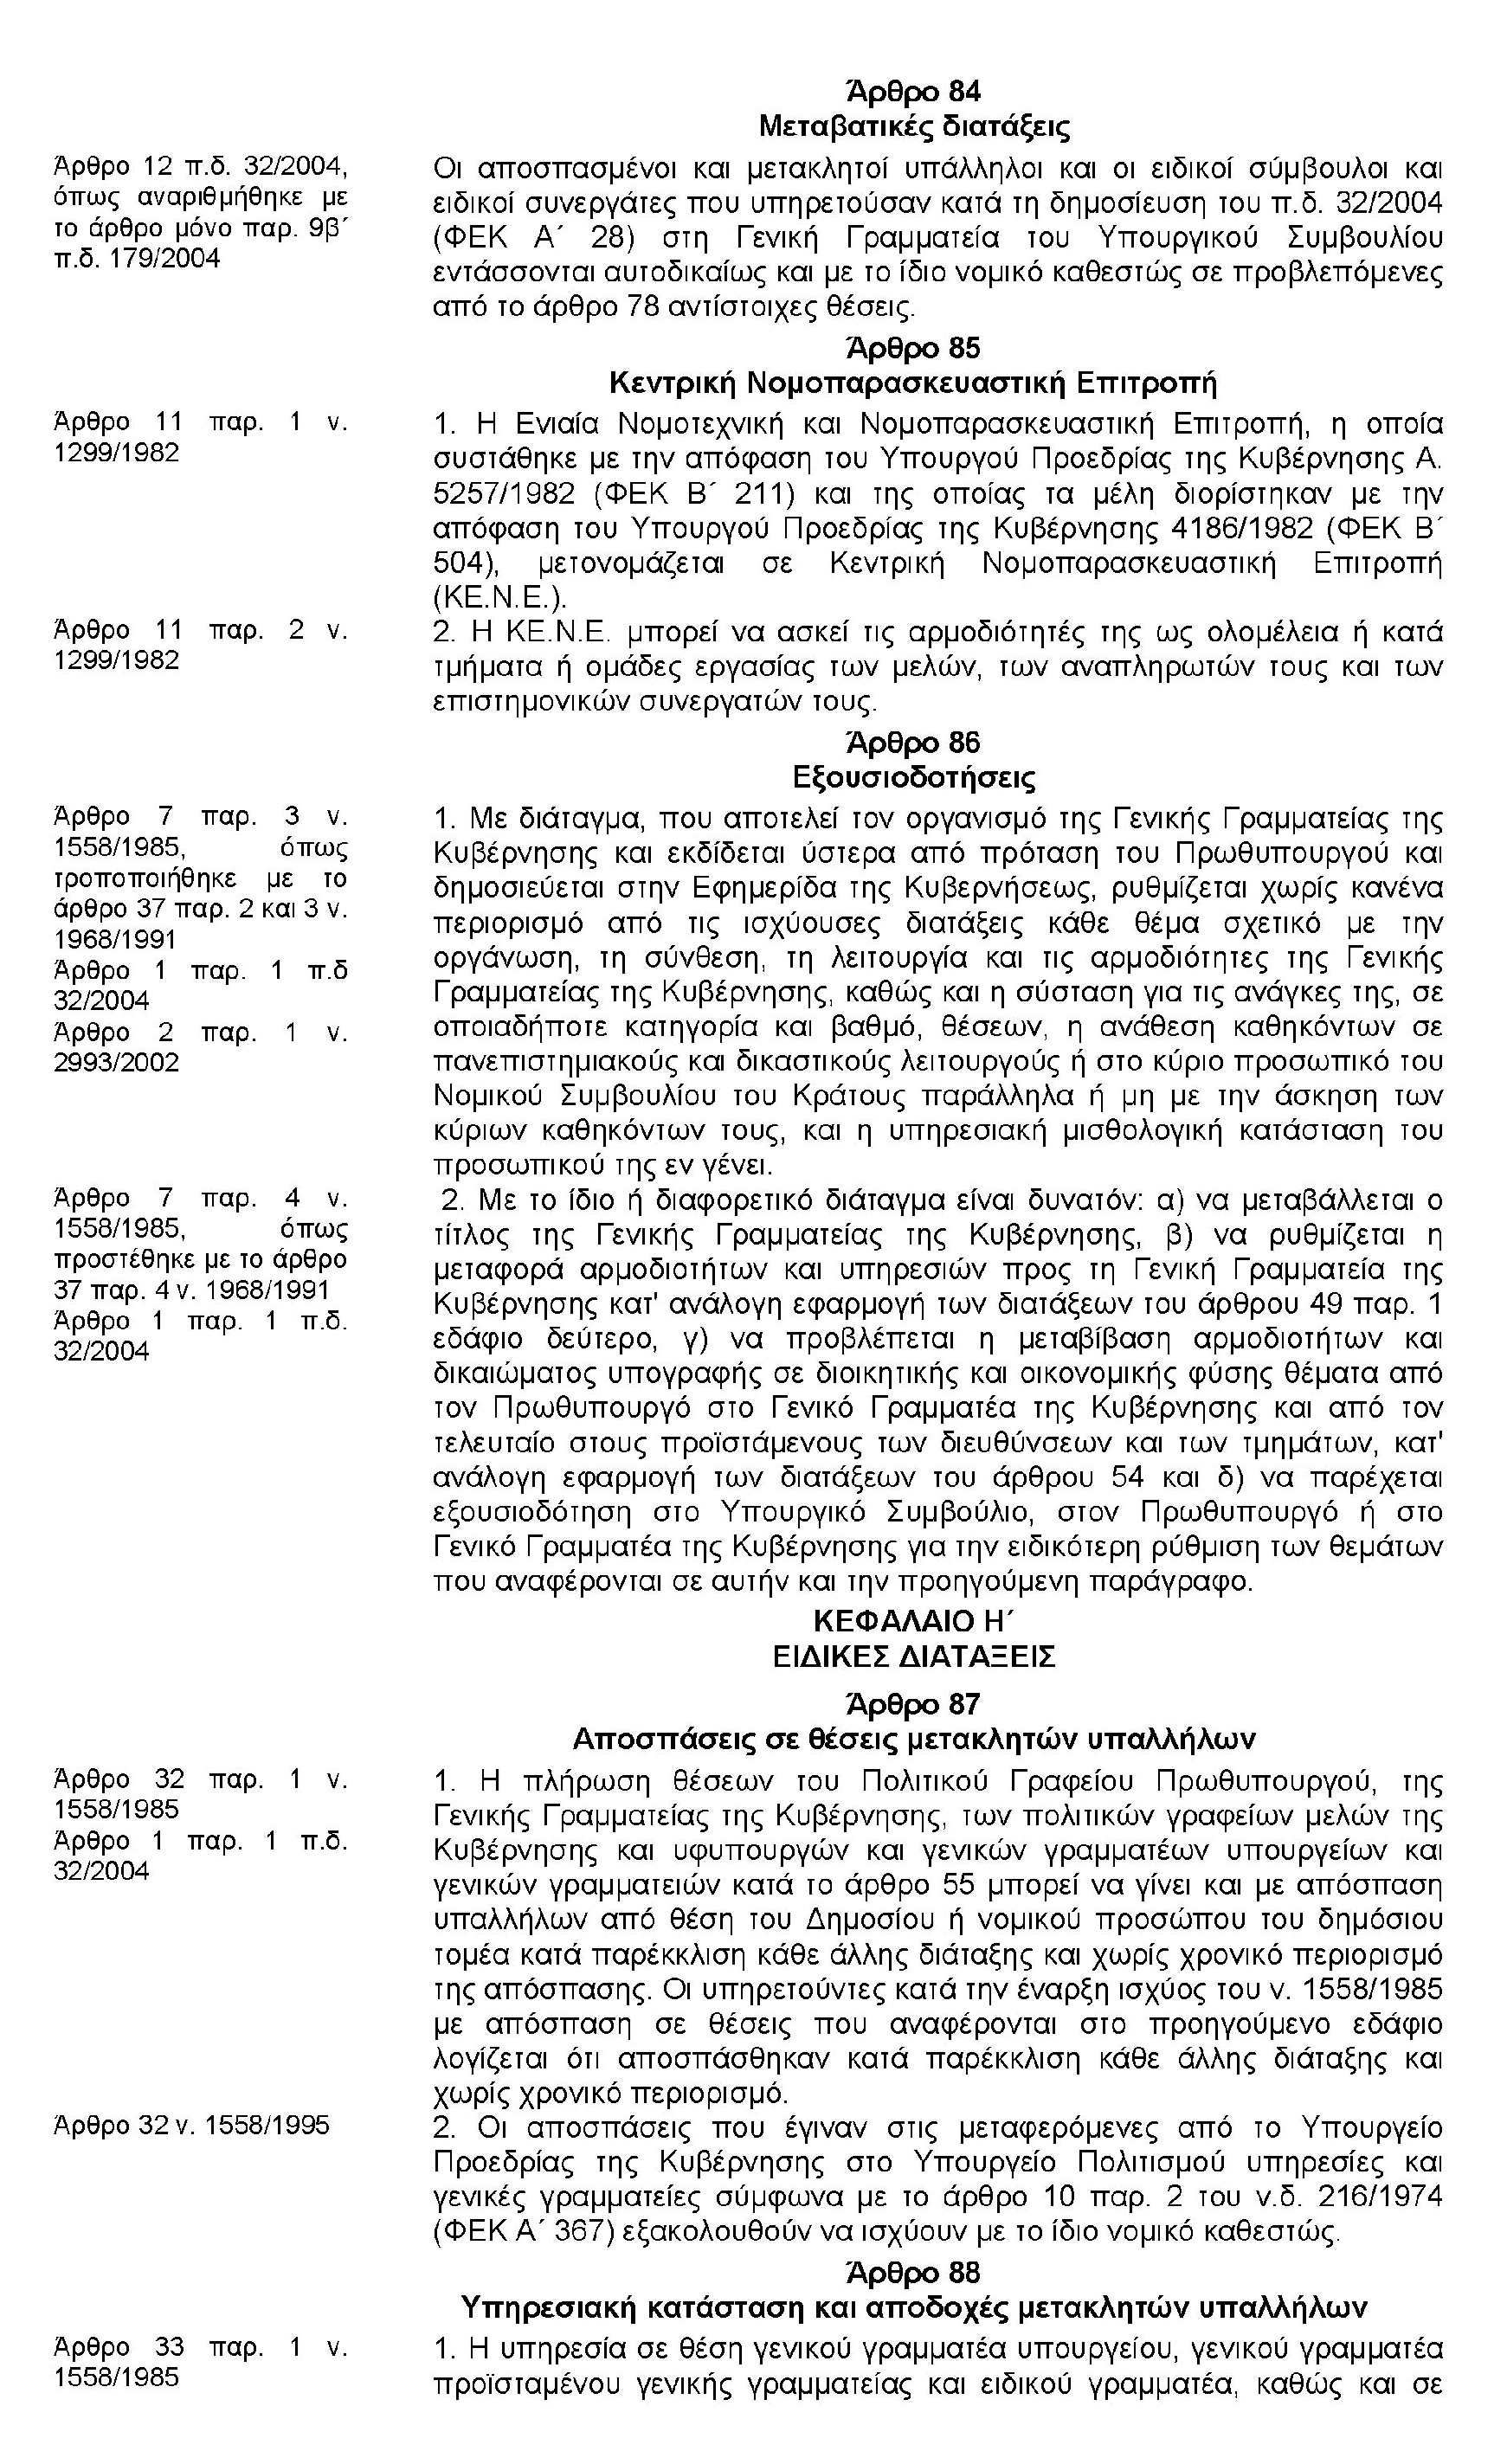 Άρθρο 84
Μεταβατικές διατάξεις
Άρθρο 12 π.δ. 32/2004,
όπως αναριθμήθηκε με
το άρθρο μόνο παρ. 9β΄
π.δ. 179/2004
Οι αποσπασμένοι και μετακλητοί υπάλληλοι και οι ειδικοί σύμβουλοι και
ειδικοί συνεργάτες που υπηρετούσαν κατά τη δημοσίευση του π.δ. 32/2004
(ΦΕΚ Α΄ 28) στη Γενική Γραμματεία του Υπουργικού Συμβουλίου
εντάσσονται αυτοδικαίως και με το ίδιο νομικό καθεστώς σε προβλεπόμενες
από το άρθρο 78 αντίστοιχες θέσεις.
Άρθρο 85
Κεντρική Νομοπαρασκευαστική Επιτροπή
Άρθρο 11 παρ. 1 ν.
1299/1982
1. Η Ενιαία Νομοτεχνική και Νομοπαρασκευαστική Επιτροπή, η οποία
συστάθηκε με την απόφαση του Υπουργού Προεδρίας της Κυβέρνησης Α.
5257/1982 (ΦΕΚ Β΄ 211) και της οποίας τα μέλη διορίστηκαν με την
απόφαση του Υπουργού Προεδρίας της Κυβέρνησης 4186/1982 (ΦΕΚ Β΄
504), μετονομάζεται σε Κεντρική Νομοπαρασκευαστική Επιτροπή
(ΚΕ.Ν.Ε.).
Άρθρο 11 παρ. 2 ν.
1299/1982
2. Η ΚΕ.Ν.Ε. μπορεί να ασκεί τις αρμοδιότητές της ως ολομέλεια ή κατά
τμήματα ή ομάδες εργασίας των μελών, των αναπληρωτών τους και των
επιστημονικών συνεργατών τους.
Άρθρο 86
Εξουσιοδοτήσεις
Άρθρο 7 παρ. 3 ν.
1558/1985, όπως
τροποποιήθηκε με το
άρθρο 37 παρ. 2 και 3 ν.
1968/1991
Άρθρο 1 παρ. 1 π.δ
32/2004
Άρθρο 2 παρ. 1 ν.
2993/2002
1. Με διάταγμα, που αποτελεί τον οργανισμό της Γενικής Γραμματείας της
Κυβέρνησης και εκδίδεται ύστερα από πρόταση του Πρωθυπουργού και
δημοσιεύεται στην Εφημερίδα της Κυβερνήσεως, ρυθμίζεται χωρίς κανένα
περιορισμό από τις ισχύουσες διατάξεις κάθε θέμα σχετικό με την
οργάνωση, τη σύνθεση, τη λειτουργία και τις αρμοδιότητες της Γενικής
Γραμματείας της Κυβέρνησης, καθώς και η σύσταση για τις ανάγκες της, σε
οποιαδήποτε κατηγορία και βαθμό, θέσεων, η ανάθεση καθηκόντων σε
πανεπιστημιακούς και δικαστικούς λειτουργούς ή στο κύριο προσωπικό του
Νομικού Συμβουλίου του Κράτους παράλληλα ή μη με την άσκηση των
κύριων καθηκόντων τους, και η υπηρεσιακή μισθολογική κατάσταση του
προσωπικού της εν γένει.
Άρθρο 7 παρ. 4 ν.
1558/1985, όπως
προστέθηκε με το άρθρο
37 παρ. 4 ν. 1968/1991
Άρθρο 1 παρ. 1 π.δ.
32/2004
2. Με το ίδιο ή διαφορετικό διάταγμα είναι δυνατόν: α) να μεταβάλλεται ο
τίτλος της Γενικής Γραμματείας της Κυβέρνησης, β) να ρυθμίζεται η
μεταφορά αρμοδιοτήτων και υπηρεσιών προς τη Γενική Γραμματεία της
Κυβέρνησης κατ' ανάλογη εφαρμογή των διατάξεων του άρθρου 49 παρ. 1
εδάφιο δεύτερο, γ) να προβλέπεται η μεταβίβαση αρμοδιοτήτων και
δικαιώματος υπογραφής σε διοικητικής και οικονομικής φύσης θέματα από
τον Πρωθυπουργό στο Γενικό Γραμματέα της Κυβέρνησης και από τον
τελευταίο στους προϊστάμενους των διευθύνσεων και των τμημάτων, κατ'
ανάλογη εφαρμογή των διατάξεων του άρθρου 54 και δ) να παρέχεται
εξουσιοδότηση στο Υπουργικό Συμβούλιο, στον Πρωθυπουργό ή στο
Γενικό Γραμματέα της Κυβέρνησης για την ειδικότερη ρύθμιση των θεμάτων
που αναφέρονται σε αυτήν και την προηγούμενη παράγραφο.
ΚΕΦΑΛΑΙΟ Η΄
ΕΙΔΙΚΕΣ ΔΙΑΤΑΞΕΙΣ
Άρθρο 87
Αποσπάσεις σε θέσεις μετακλητών υπαλλήλων
Άρθρο 32 παρ. 1 ν.
1558/1985
Άρθρο 1 παρ. 1 π.δ.
32/2004
1. Η πλήρωση θέσεων του Πολιτικού Γραφείου Πρωθυπουργού, της
Γενικής Γραμματείας της Κυβέρνησης, των πολιτικών γραφείων μελών της
Κυβέρνησης και υφυπουργών και γενικών γραμματέων υπουργείων και
γενικών γραμματειών κατά το άρθρο 55 μπορεί να γίνει και με απόσπαση
υπαλλήλων από θέση του Δημοσίου ή νομικού προσώπου του δημόσιου
τομέα κατά παρέκκλιση κάθε άλλης διάταξης και χωρίς χρονικό περιορισμό
της απόσπασης. Οι υπηρετούντες κατά την έναρξη ισχύος του ν. 1558/1985
με απόσπαση σε θέσεις που αναφέρονται στο προηγούμενο εδάφιο
λογίζεται ότι αποσπάσθηκαν κατά παρέκκλιση κάθε άλλης διάταξης και
χωρίς χρονικό περιορισμό.
Άρθρο 32 ν. 1558/1995
2. Οι αποσπάσεις που έγιναν στις μεταφερόμενες από το Υπουργείο
Προεδρίας της Κυβέρνησης στο Υπουργείο Πολιτισμού υπηρεσίες και
γενικές γραμματείες σύμφωνα με το άρθρο 10 παρ. 2 του ν.δ. 216/1974
(ΦΕΚ Α΄ 367) εξακολουθούν να ισχύουν με το ίδιο νομικό καθεστώς.
Άρθρο 88
Υπηρεσιακή κατάσταση και αποδοχές μετακλητών υπαλλήλων
Άρθρο 33 παρ. 1 ν.
1558/1985
1. Η υπηρεσία σε θέση γενικού γραμματέα υπουργείου, γενικού γραμματέα
προϊσταμένου γενικής γραμματείας και ειδικού γραμματέα, καθώς και σε